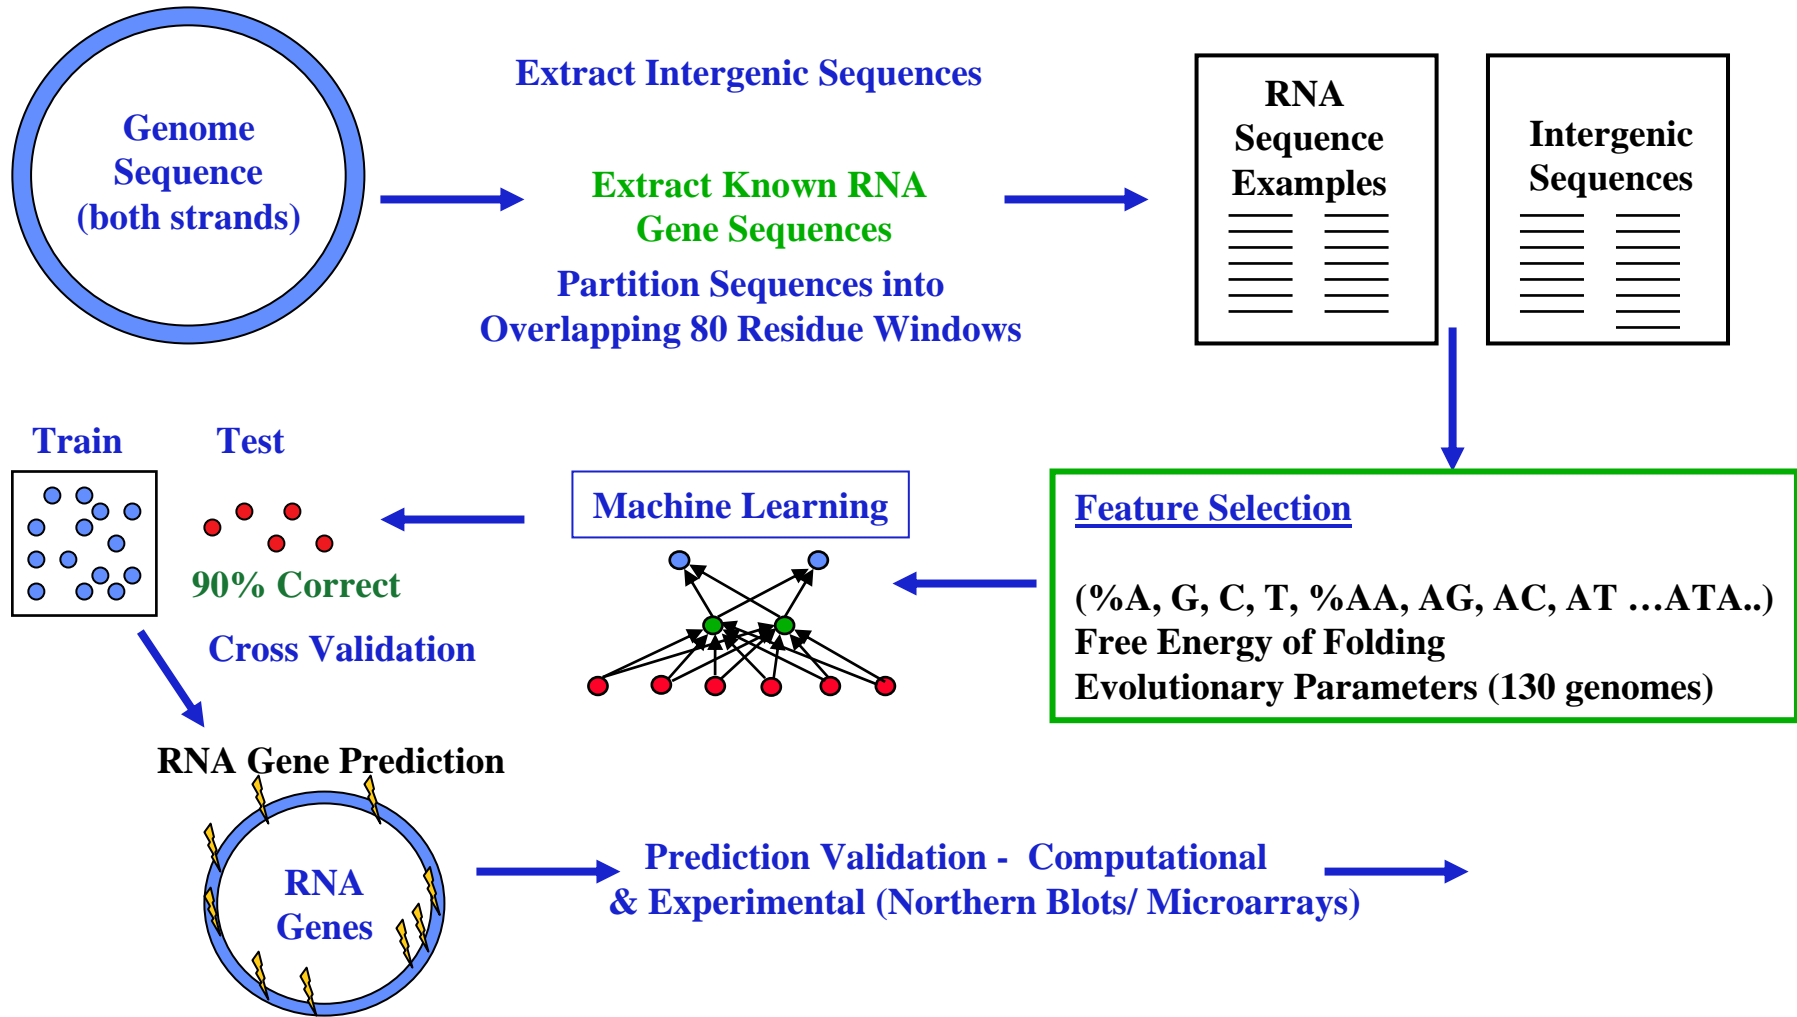 Genome
Sequence
(both strands)
Extract Intergenic Sequences
Extract Known RNA
Gene Sequences
Partition Sequences into
Overlapping 80 Residue Windows
RNA
Sequence
Examples
Intergenic
Sequences
Feature Selection
(%A, G, C, T, %AA, AG, AC, AT …ATA..)
Free Energy of Folding
Evolutionary Parameters (130 genomes)
Machine Learning
Train
Test
90% Correct
Cross Validation
RNA Gene Prediction
RNA
Genes
Prediction Validation - Computational
& Experimental (Northern Blots/ Microarrays)